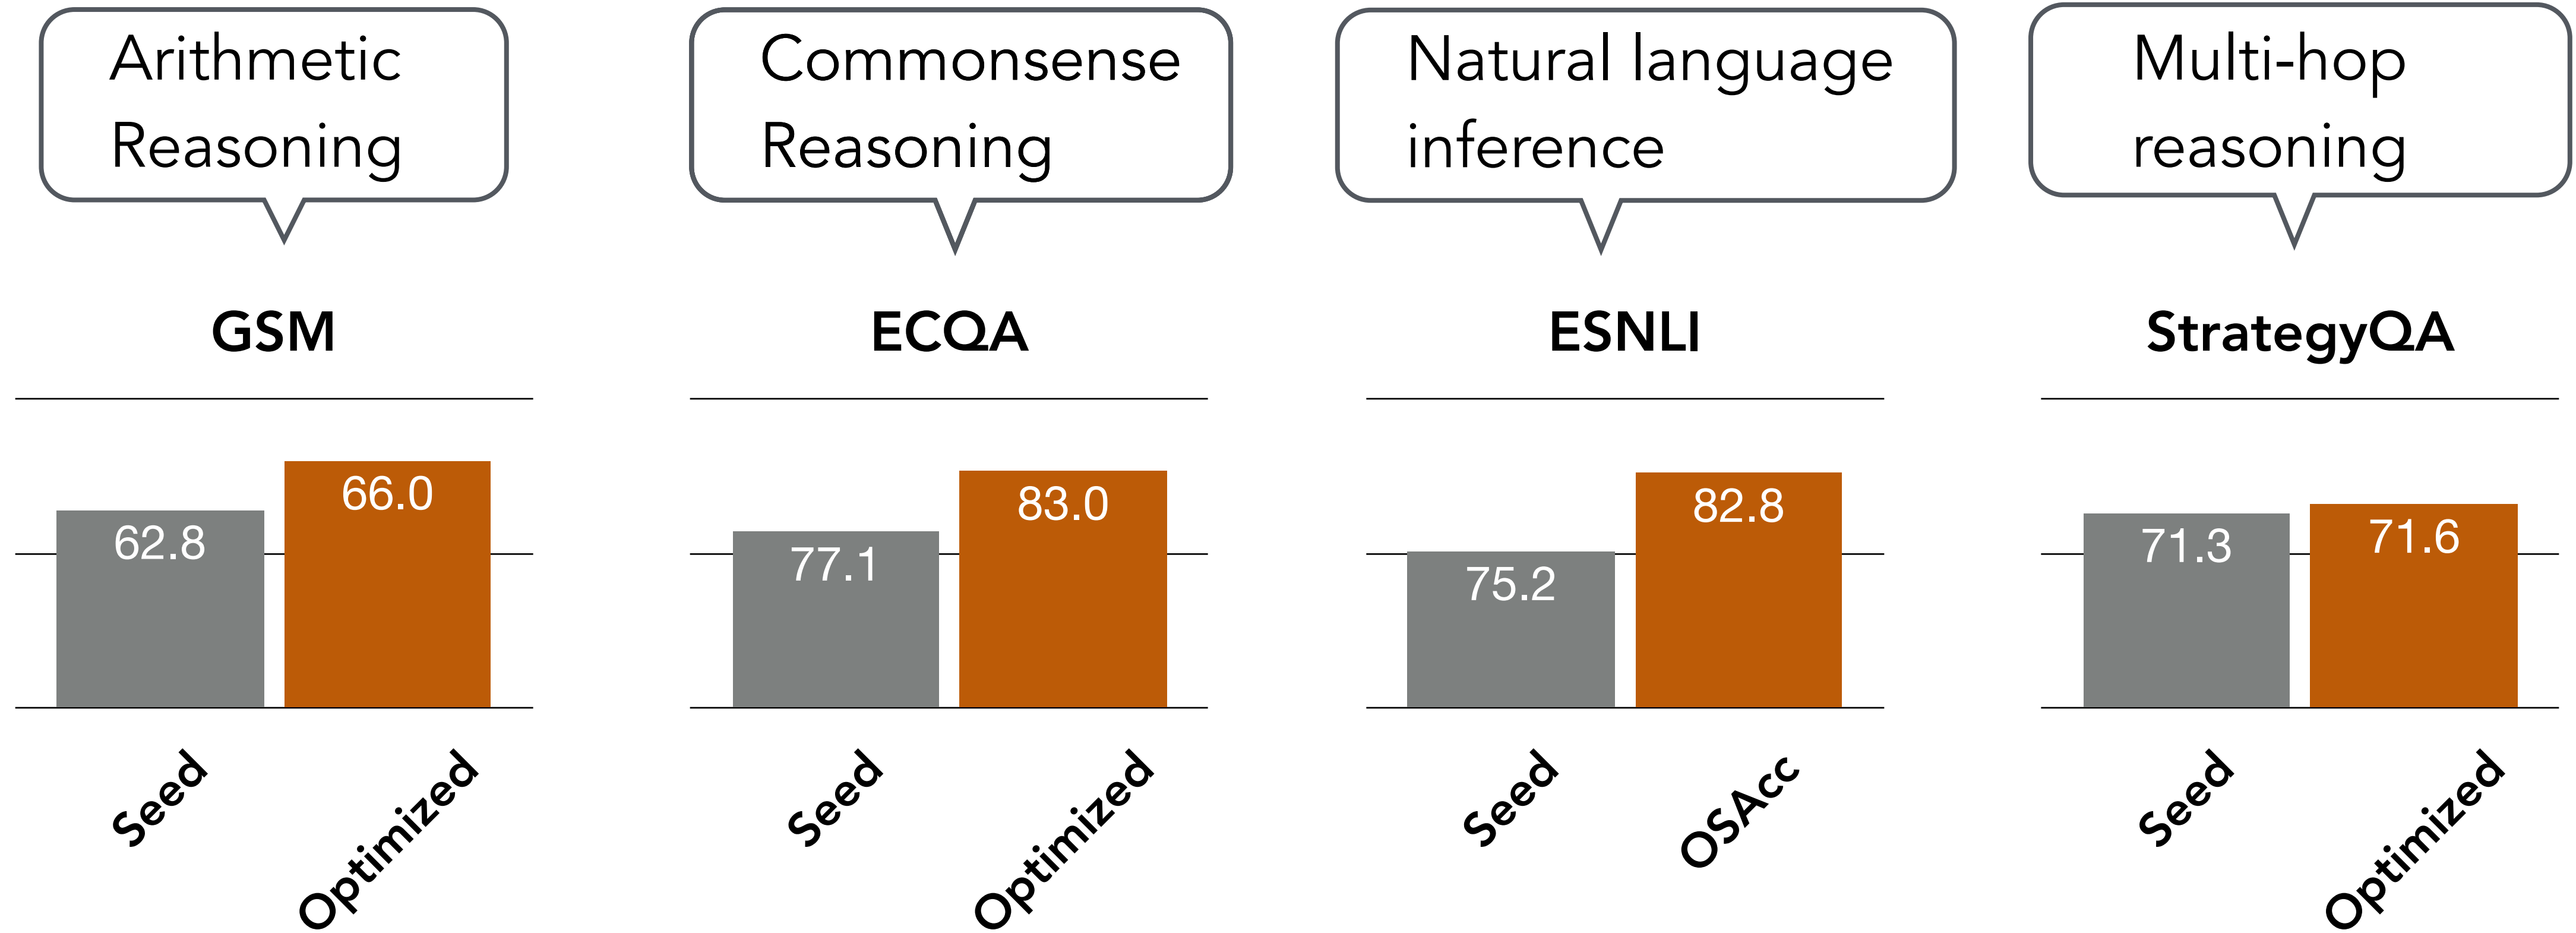 Arithmetic
Reasoning
Commonsense
Reasoning
Natural language
inference
Multi-hop
reasoning
GSM
ECQA
ESNLI
StrategyQA
62.8
66.0
77.1
83.0
75.2
82.8
71.3
71.6
Seed
Optimized
Seed
Optimized
Seed
OSAcc
Seed
Optimized